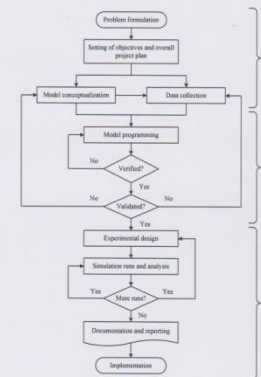 Problem formulation
Setting of objectives and overall
project plan
Model conceptualization
Data collection
Model programming
No
Verified?
Yes
No
Validated?
No
Yes
Experimental design
Simulation runs and analysis
Yes
More runs?
Yes
No
Documentation and reporting
Implementation